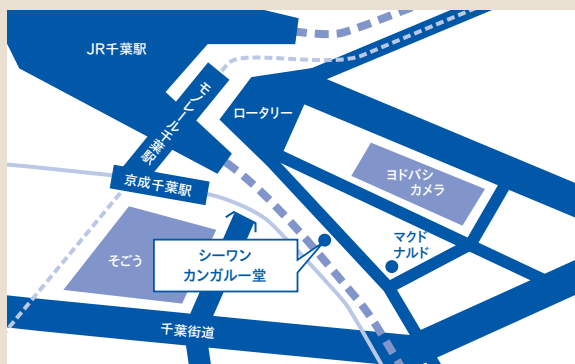 JR千葉駅
モノレール千葉駅
ロータリー
ヨドバシ
カメラ
京成千葉駅
マクド
ナルド
シーワン
カンガルー堂
そごう
千葉街道